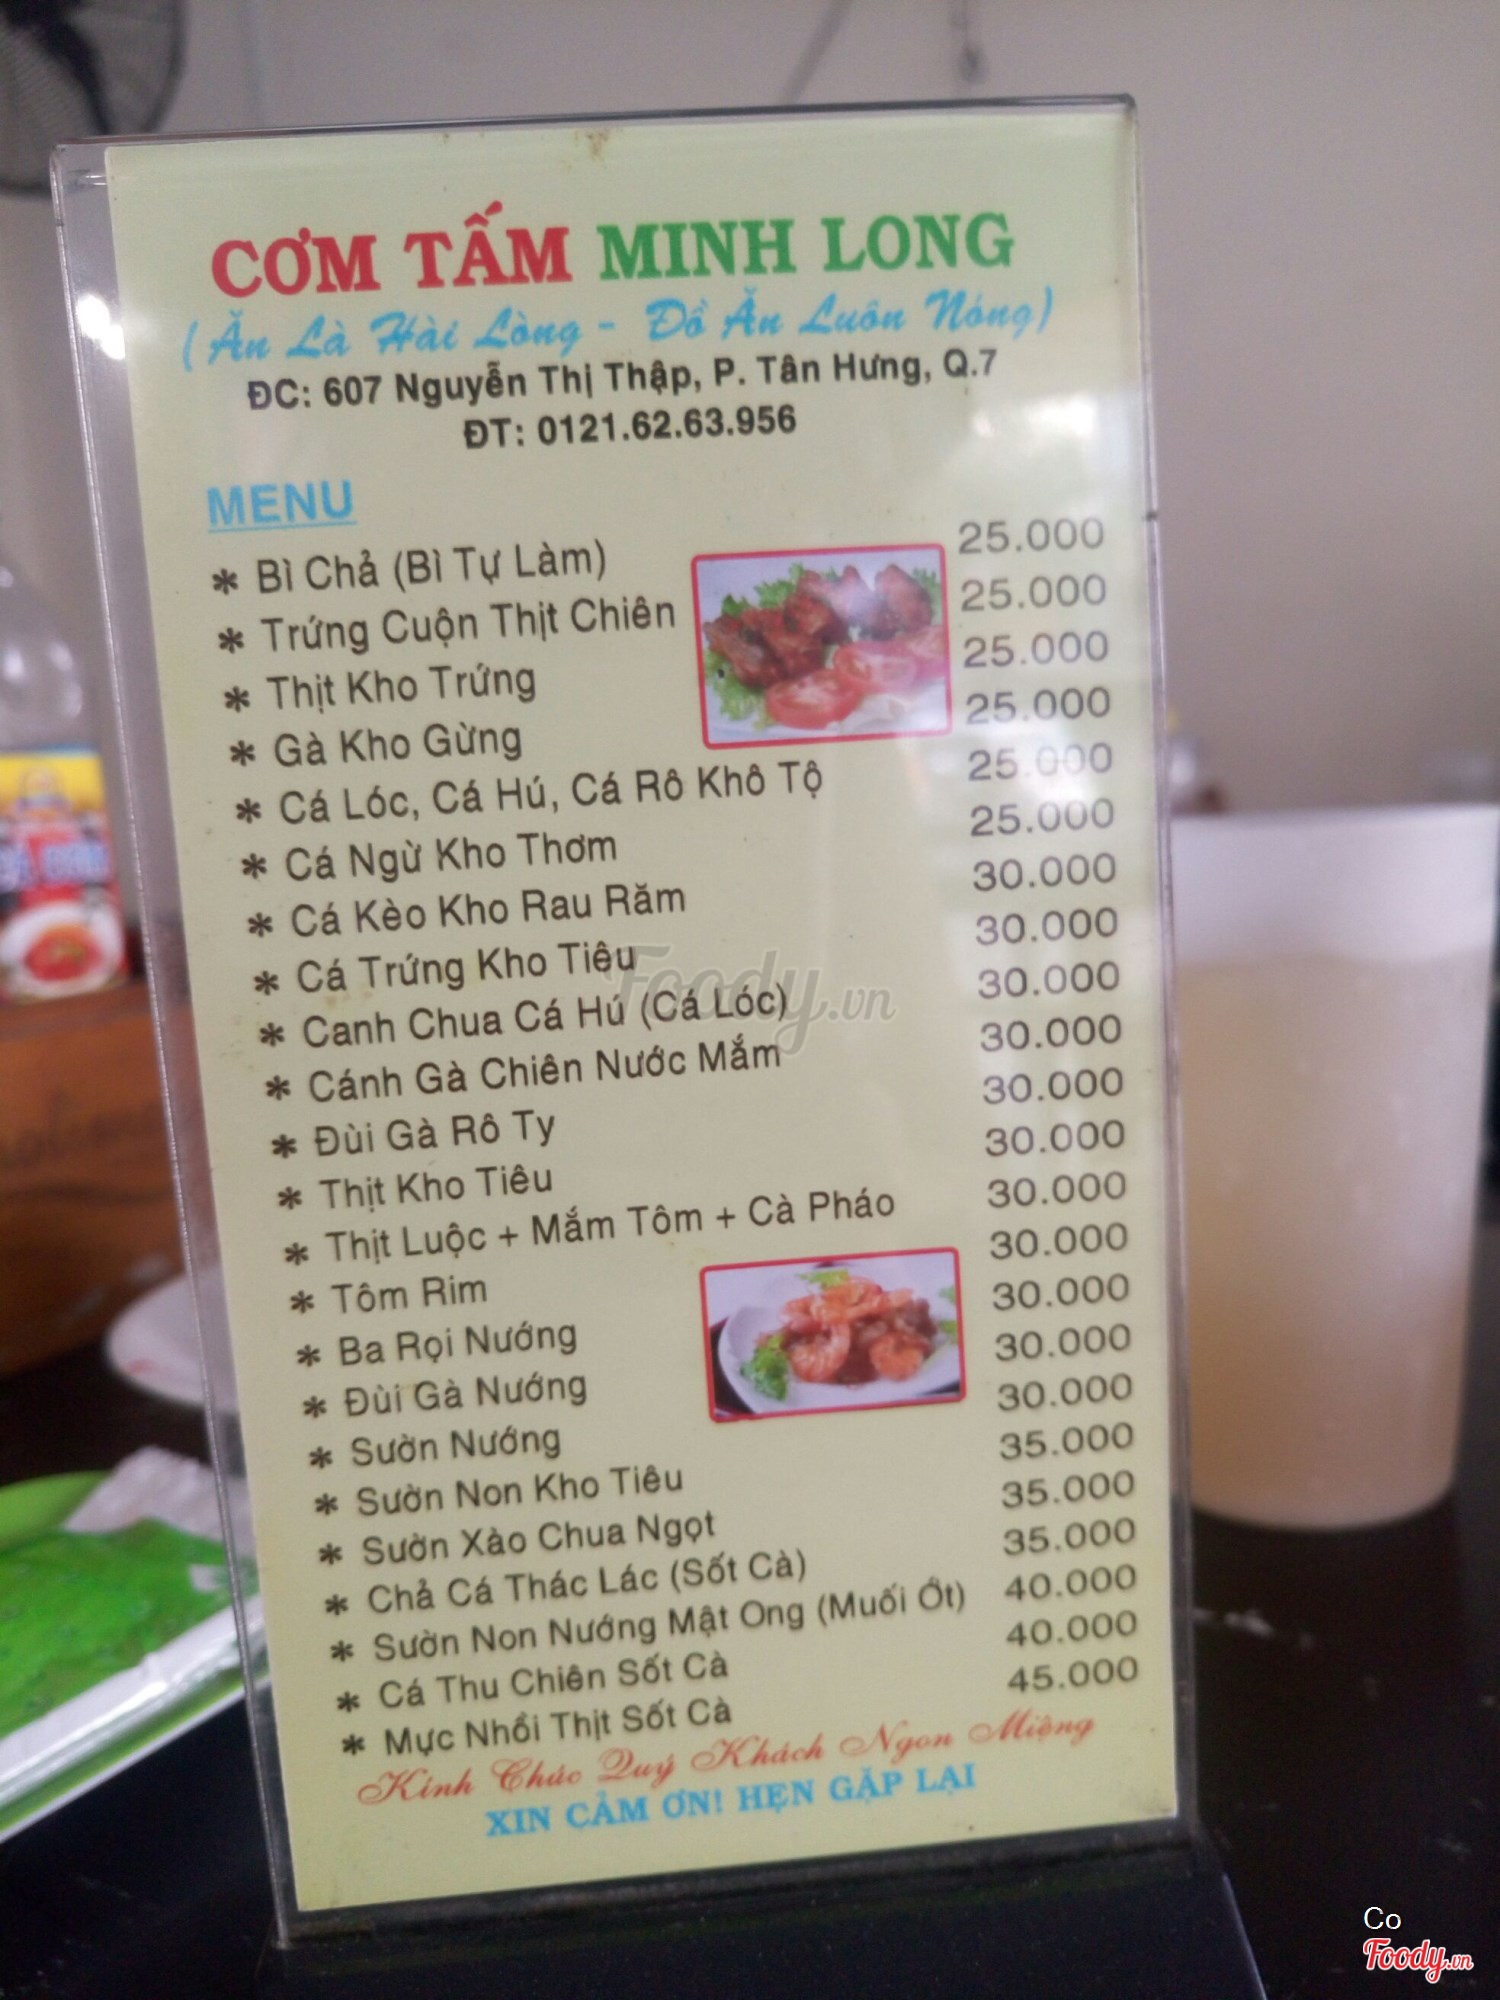 CƠM TẤM MINH LONG
(Ăn Là Hài Lòng - Đồ Ăn Luôn Nóng)
ĐC: 607 Nguyễn Thị Thập, P. Tân Hưng, Q.7
ĐT: 0121.62.63.956
MENU
* Bì Chả (Bì Tự Làm) 25.000
* Trứng Cuộn Thịt Chiên 25.000
* Thịt Kho Trứng 25.000
* Gà Kho Gừng 25.000
* Cá Lóc, Cá Hú, Cá Rô Khô Tộ 25.000
* Cá Ngừ Kho Thơm 25.000
* Cá Kèo Kho Rau Răm 30.000
* Cá Trứng Kho Tiêu 30.000
* Canh Chua Cá Hú (Cá Lóc) 30.000
* Cánh Gà Chiên Nước Mắm 30.000
* Đùi Gà Rô Ty 30.000
* Thịt Kho Tiêu 30.000
* Thịt Luộc + Mắm Tôm + Cà Pháo 30.000
* Tôm Rim 30.000
* Ba Rọi Nướng 30.000
* Đùi Gà Nướng 30.000
* Sườn Nướng 30.000
* Sườn Non Kho Tiêu 35.000
* Sườn Xào Chua Ngọt 35.000
* Chả Cá Thác Lác (Sốt Cà) 35.000
* Sườn Non Nướng Mật Ong (Muối Ớt) 40.000
* Cá Thu Chiên Sốt Cà 40.000
* Mực Nhồi Thịt Sốt Cà 45.000
Kính Chúc Quý Khách Ngon Miệng
XIN CẢM ƠN! HẸN GẶP LẠI
Foody.vn
Co
Foody.vn